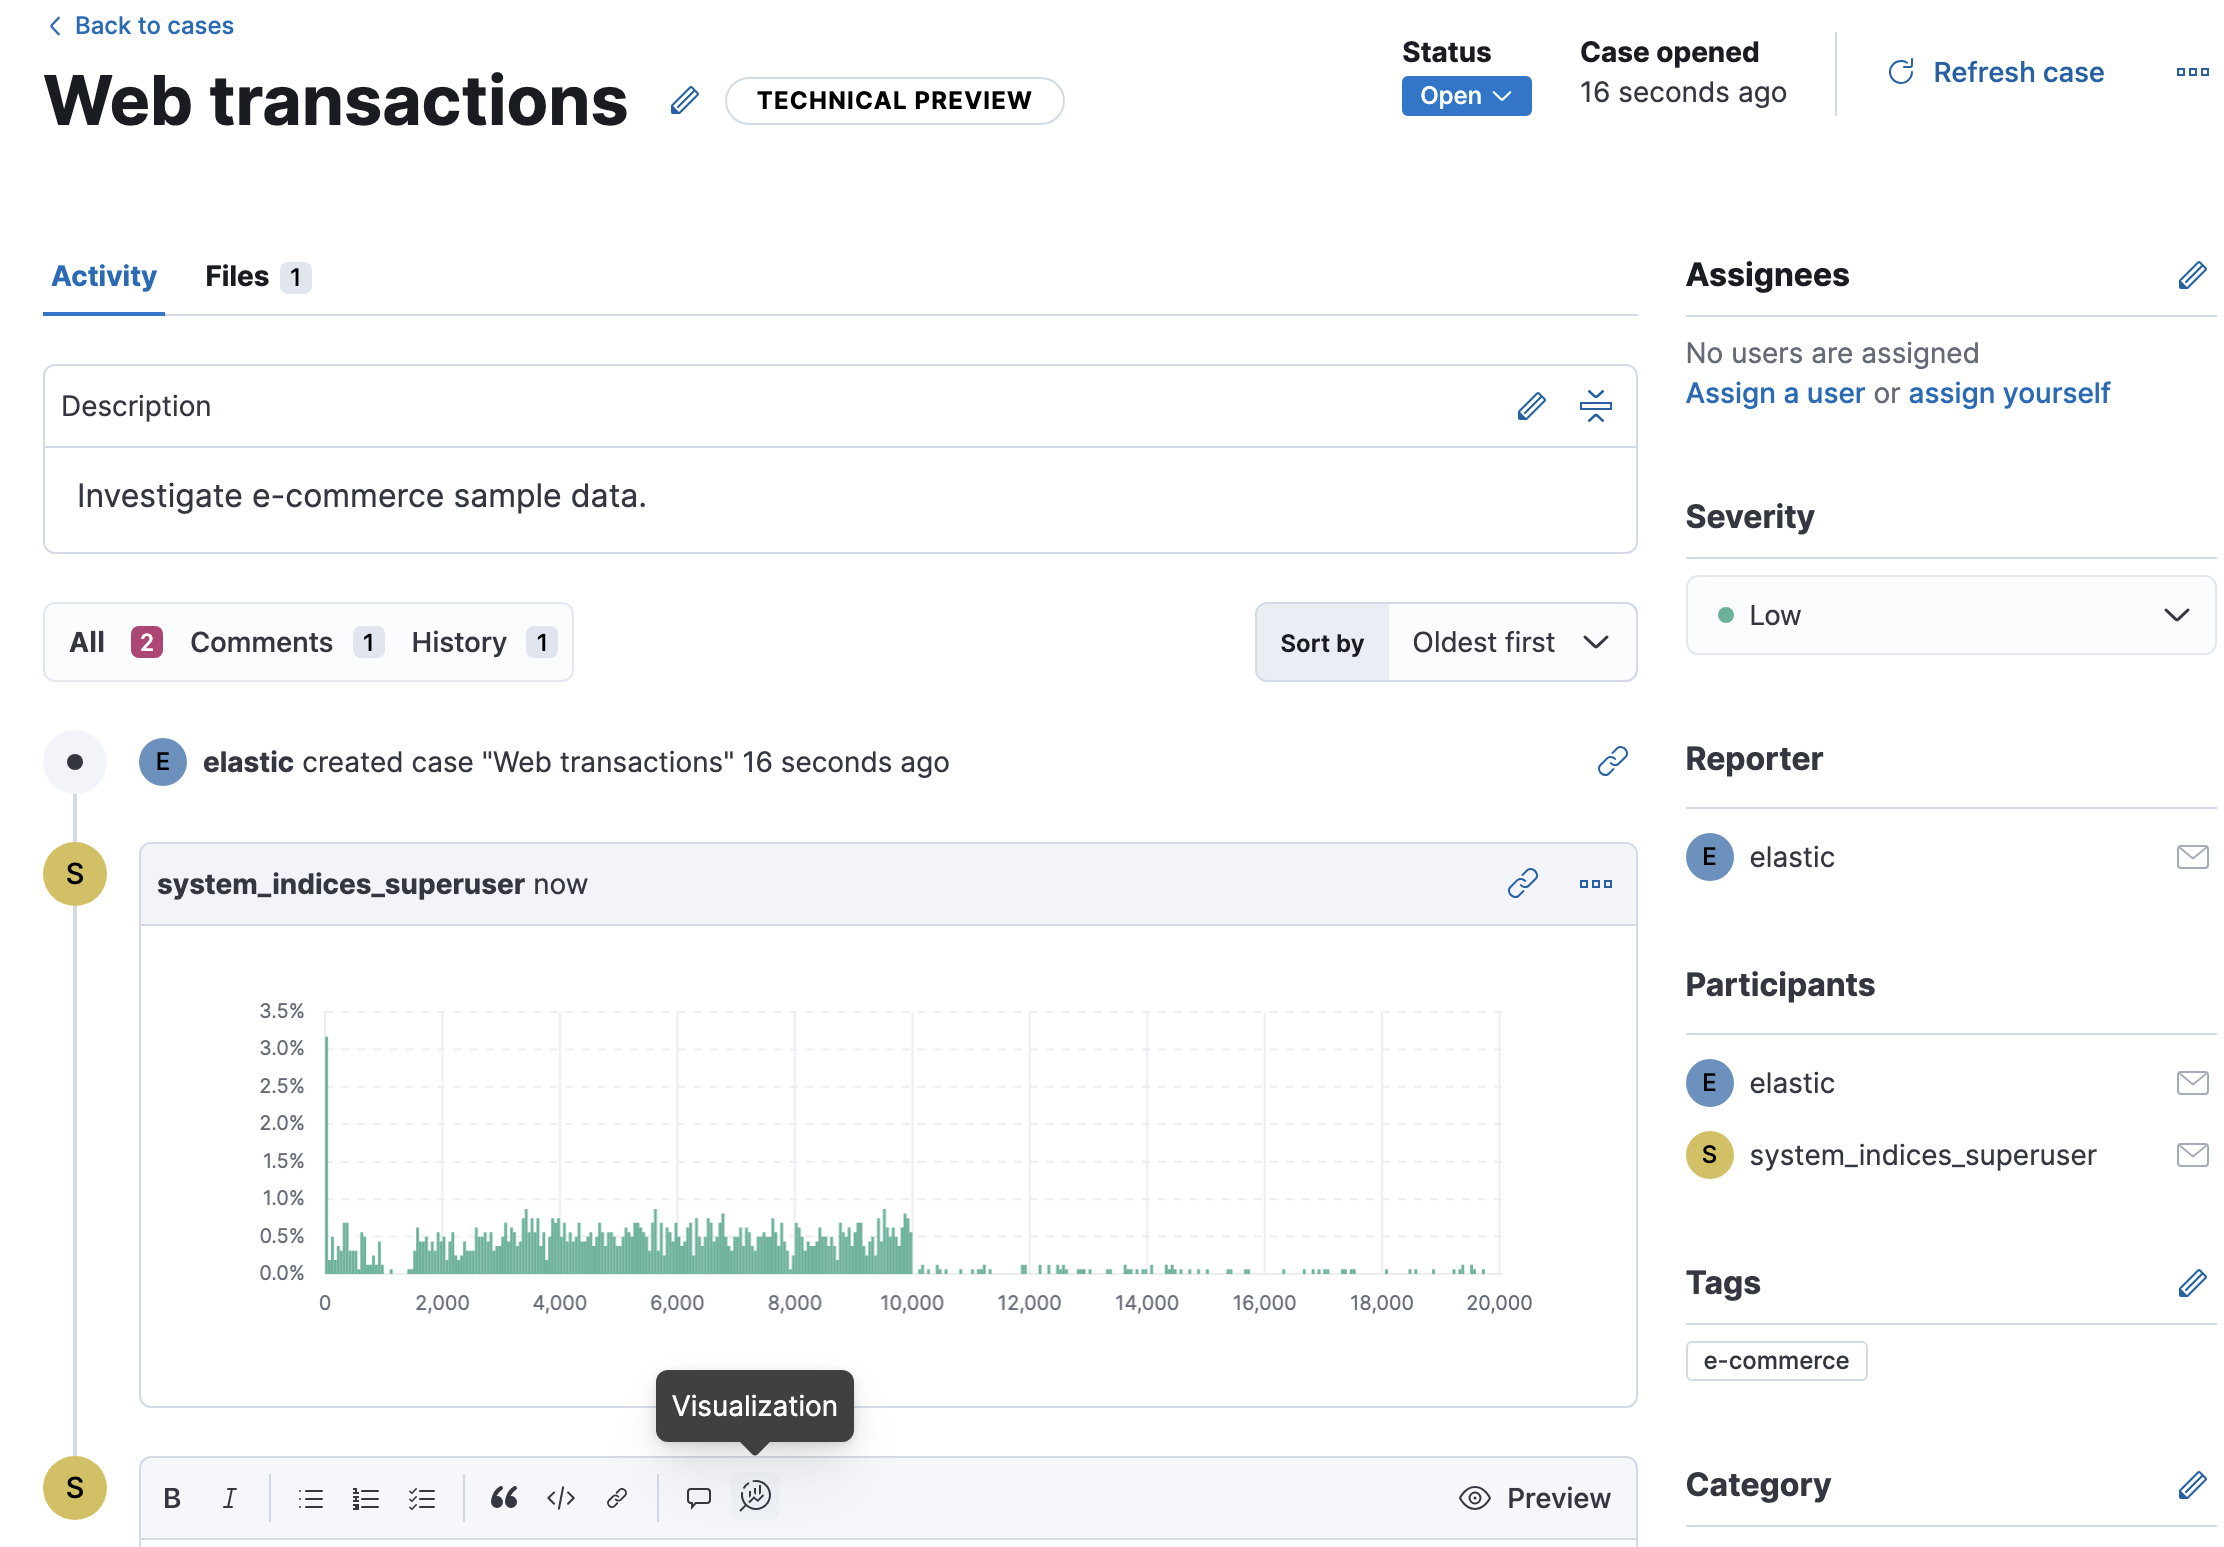 Back to cases
Web transactions
TECHNICAL PREVIEW
Status
Open
Case opened
16 seconds ago
Refresh case
Activity
Files 1
Description
Investigate e-commerce sample data.
All 2 Comments 1 History 1
Sort by Oldest first
E elastic created case "Web transactions" 16 seconds ago
S
system_indices_superuser now
3.5%
3.0%
2.5%
2.0%
1.5%
1.0%
0.5%
0.0%
0 2,000 4,000 6,000 8,000 10,000 12,000 14,000 16,000 18,000 20,000
Visualization
S
B I Preview
Assignees
No users are assigned
Assign a user or assign yourself
Severity
Low
Reporter
E elastic
Participants
E elastic
S system_indices_superuser
Tags
e-commerce
Category